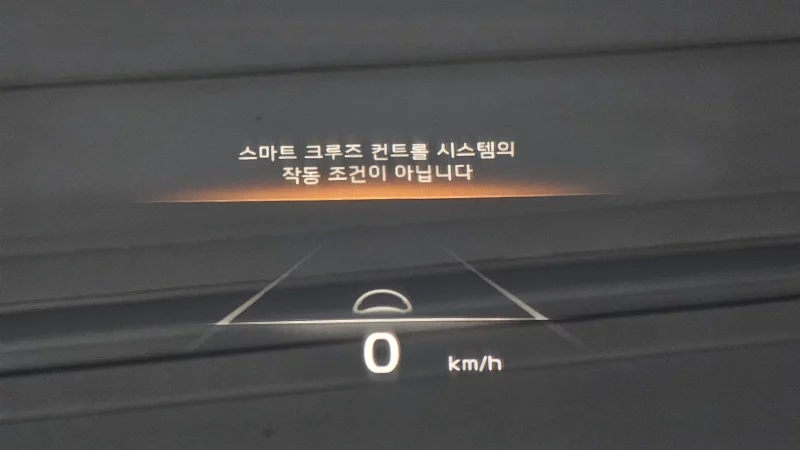 스마트 크루즈 컨트롤 시스템의
작동 조건이 아닙니다
0 km/h